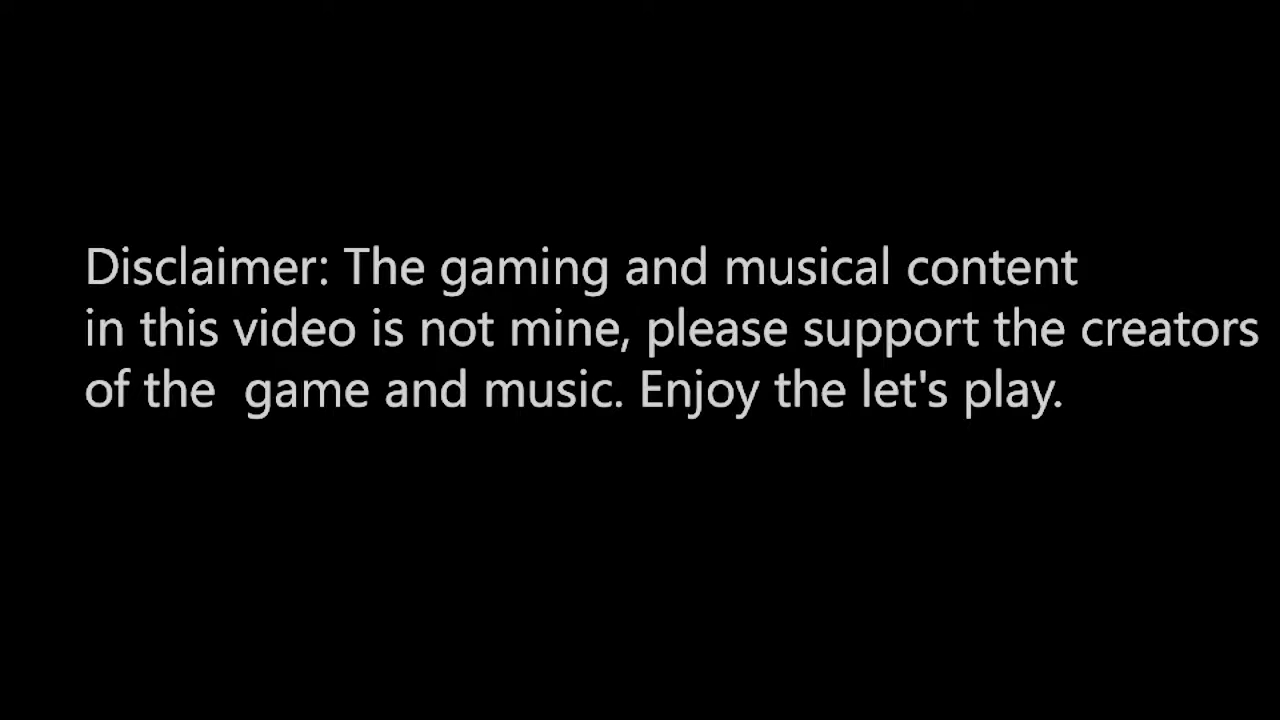 Disclaimer: The gaming and musical content
in this video is not mine, please support the creators
of the  game and music. Enjoy the let's play.